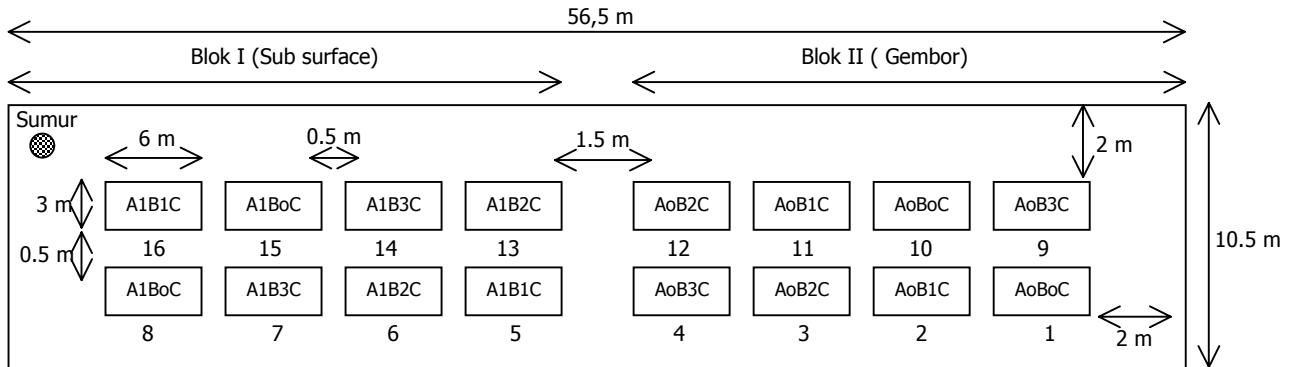 56,5 m
Blok I (Sub surface) Blok II ( Gembor)
Sumur
6 m 0.5 m 1.5 m 2 m
3 m A1B1C A1BoC A1B3C A1B2C AoB2C AoB1C AoBoC AoB3C
0.5 m 16 15 14 13 12 11 10 9 10.5 m
A1BoC A1B3C A1B2C A1B1C AoB3C AoB2C AoB1C AoBoC
8 7 6 5 4 3 2 1 2 m